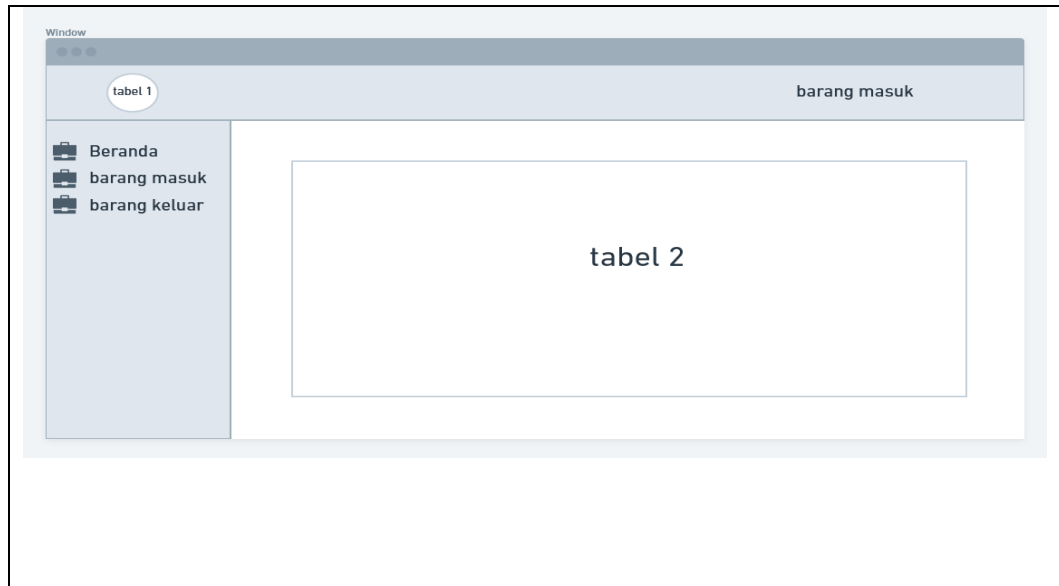 Window
tabel 1
barang masuk
Beranda
barang masuk
barang keluar
tabel 2